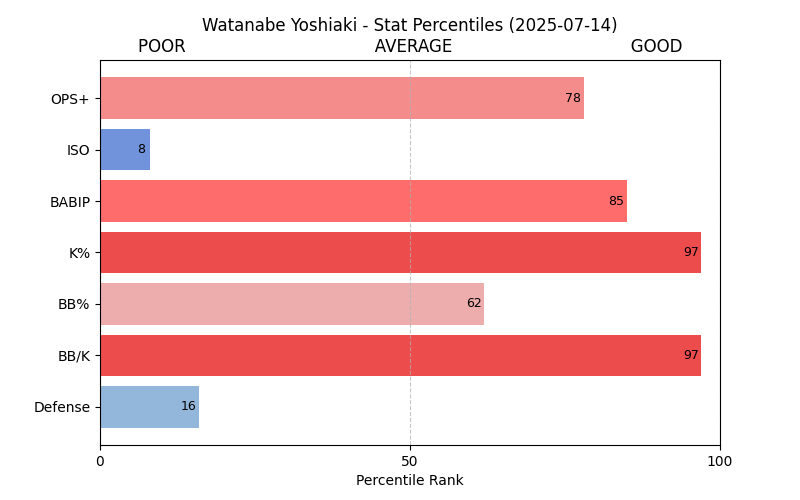 Watanabe Yoshiaki - Stat Percentiles (2025-07-14)
POOR AVERAGE GOOD
OPS+ 78
ISO 8
BABIP 85
K% 97
BB% 62
BB/K 97
Defense 16
0 50 100
Percentile Rank